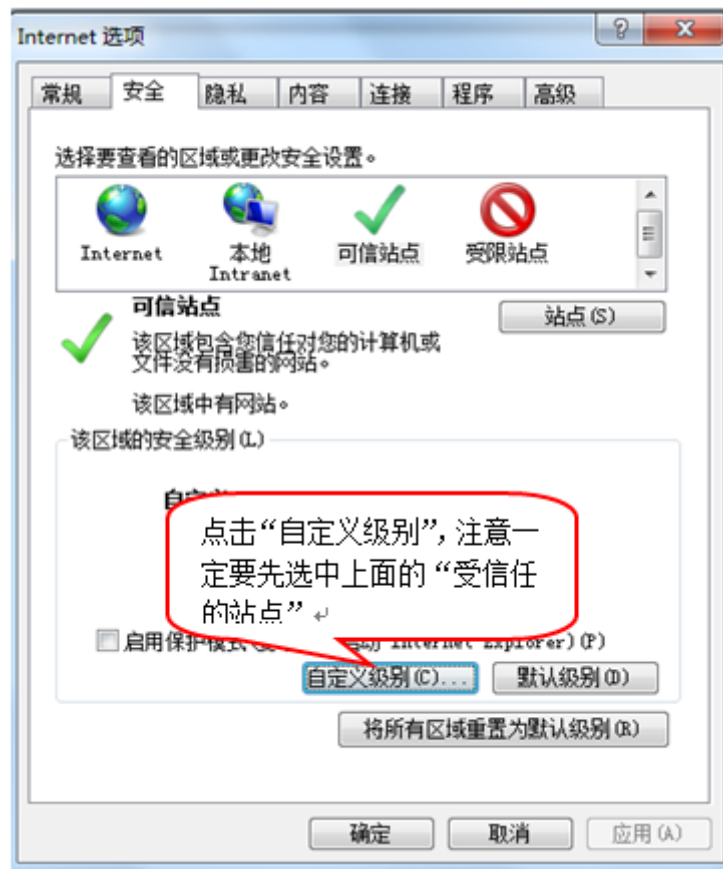 Internet 选项
常规 安全 隐私 内容 连接 程序 高级
选择要查看的区域或更改安全设置。
Internet 本地 Intranet 可信站点 受限站点
可信站点
站点(S)
该区域包含您信任对您的计算机或
文件没有损害的网站。
该区域中有网站。
该区域的安全级别(L)
点击“自定义级别”，注意一
定要先选中上面的“受信任
的站点”
启用保护模式 Internet Explorer)(P)
自定义级别(C)... 默认级别(D)
将所有区域重置为默认级别(R)
确定 取消 应用(A)